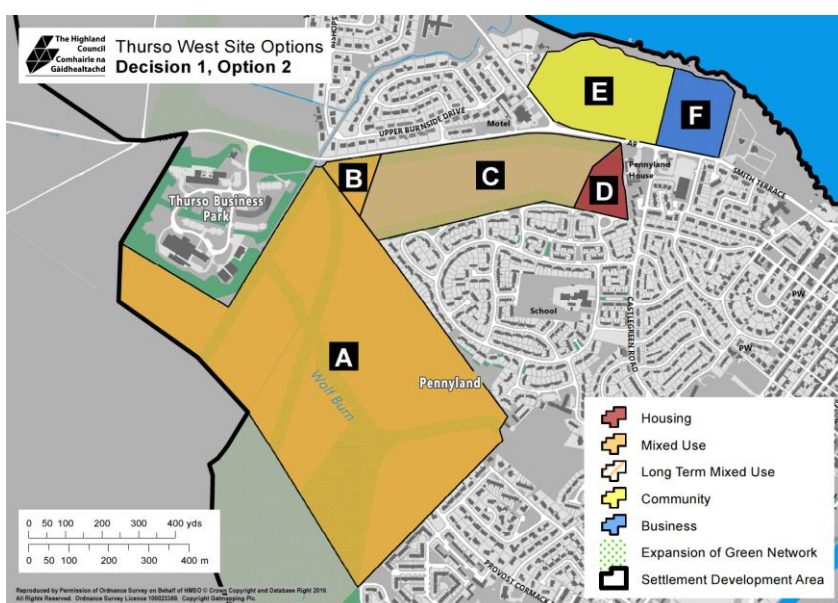 The Highland
Council
Comhairle na
Gàidhealtachd
Thurso West Site Options
Decision 1, Option 2
UPPER BURNSIDE DRIVE
Motel
E
F
A9
B
C
D
Pennyland
House
SMITH TERRACE
Thurso Business
Park
School
CASTLEGREEN ROAD
PW
PW
A
Pennyland
Wolf Burn
Housing
Mixed Use
Long Term Mixed Use
Community
Business
Expansion of Green Network
Settlement Development Area
0 50 100 200 300 400 yds
0 50 100 200 300 400 m
PROVOST CORMACK
Reproduced by Permission of Ordnance Survey on Behalf of HMSO © Crown Copyright and Database Right 2016.
All Rights Reserved. Ordnance Survey Licence 100023369. Copyright Getmapping Plc.